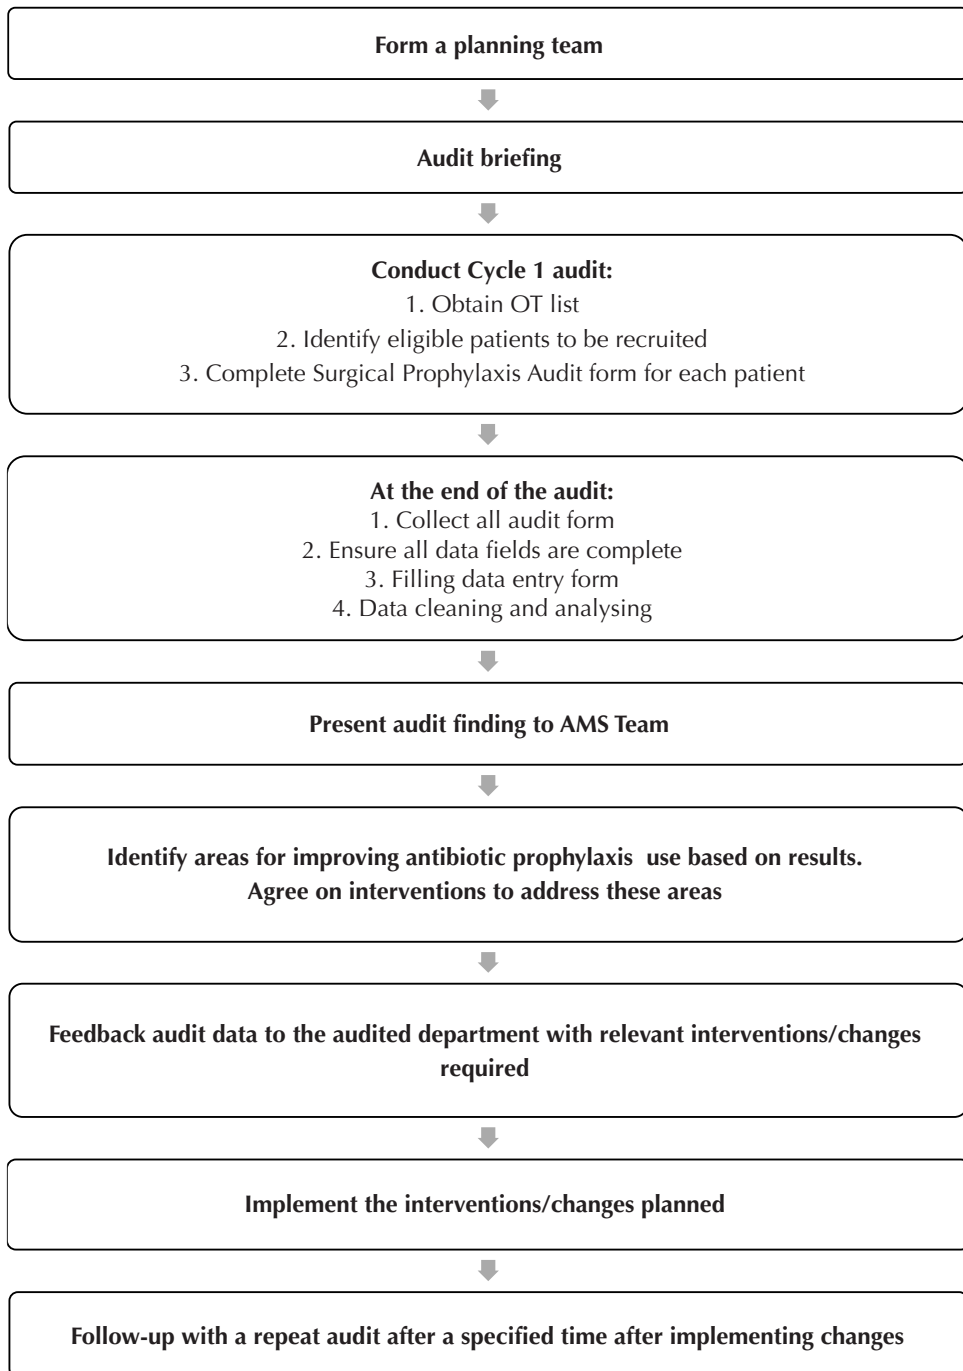 Form a planning team
Audit briefing
Conduct Cycle 1 audit:
1. Obtain OT list
2. Identify eligible patients to be recruited
3. Complete Surgical Prophylaxis Audit form for each patient
At the end of the audit:
1. Collect all audit form
2. Ensure all data fields are complete
3. Filling data entry form
4. Data cleaning and analysing
Present audit finding to AMS Team
Identify areas for improving antibiotic prophylaxis use based on results.
Agree on interventions to address these areas
Feedback audit data to the audited department with relevant interventions/changes
required
Implement the interventions/changes planned
Follow-up with a repeat audit after a specified time after implementing changes